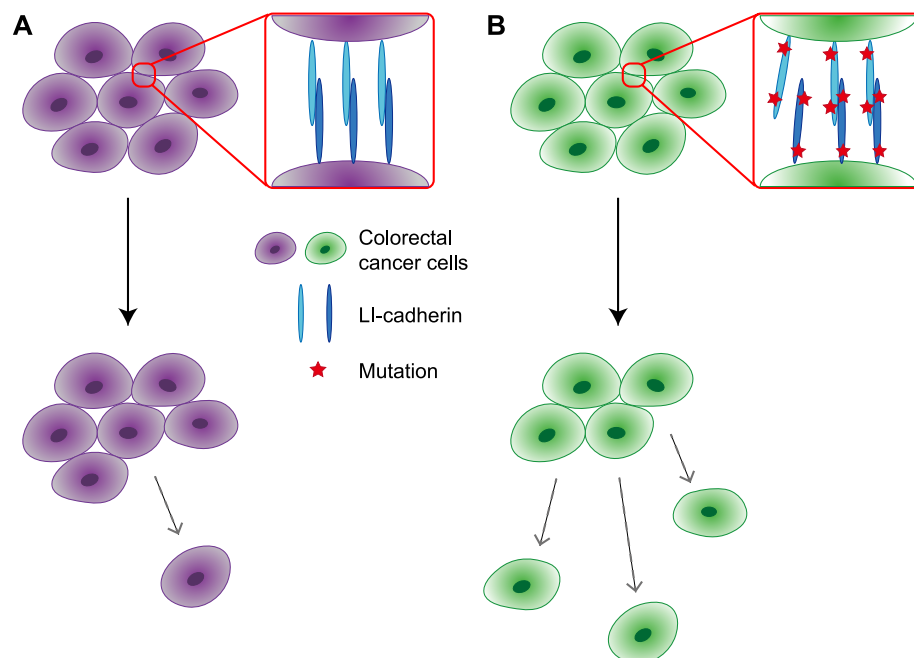 A
B
Colorectal
cancer cells
LI-cadherin
Mutation